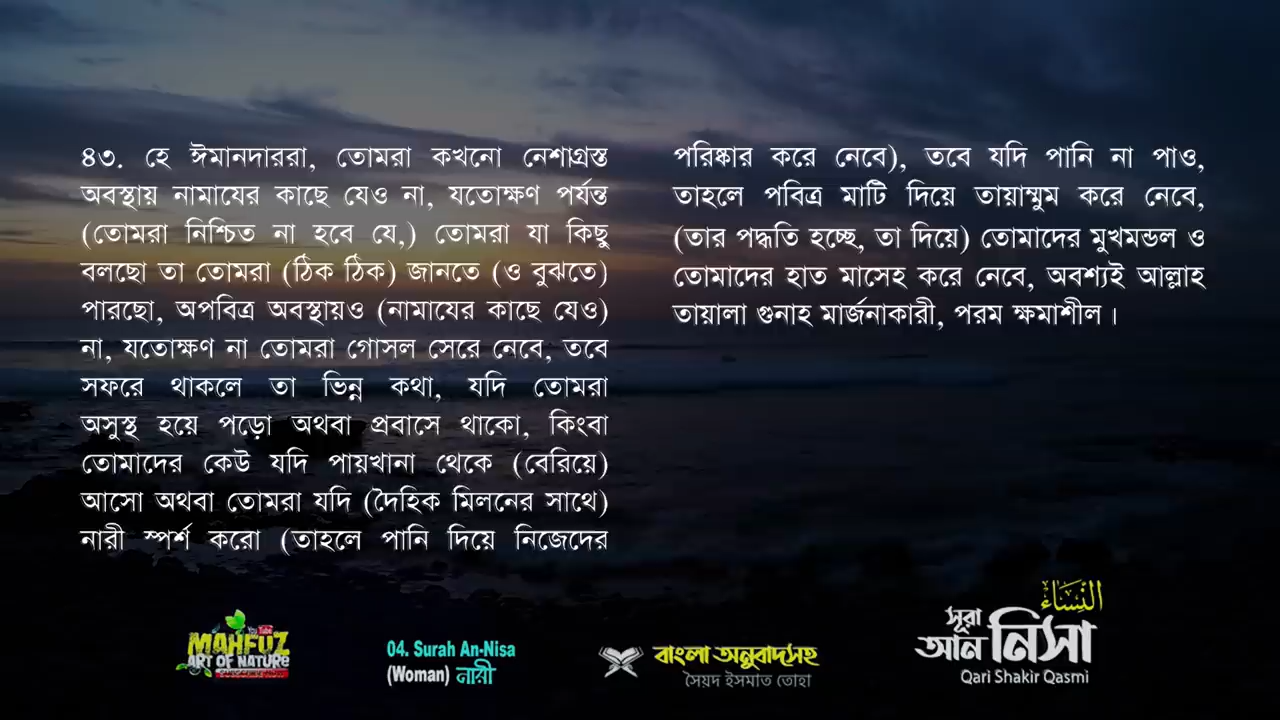 ৪৩. হে ঈমানদাররা, তোমরা কখনো নেশাগ্রস্ত
অবস্থায় নামাযের কাছে যেও না, যতোক্ষণ পর্যন্ত
(তোমরা নিশ্চিত না হবে যে,) তোমরা যা কিছু
বলছো তা তোমরা (ঠিক ঠিক) জানতে (ও বুঝতে)
পারছো, অপবিত্র অবস্থায়ও (নামাযের কাছে যেও)
না, যতোক্ষণ না তোমরা গোসল সেরে নেবে, তবে
সফরে থাকলে তা ভিন্ন কথা, যদি তোমরা
অসুস্থ হয়ে পড়ো অথবা প্রবাসে থাকো, কিংবা
তোমাদের কেউ যদি পায়খানা থেকে (বেরিয়ে)
আসো অথবা তোমরা যদি (দৈহিক মিলনের সাথে)
নারী স্পর্শ করো (তাহলে পানি দিয়ে নিজেদের
পরিষ্কার করে নেবে), তবে যদি পানি না পাও,
তাহলে পবিত্র মাটি দিয়ে তায়াম্মুম করে নেবে,
(তার পদ্ধতি হচ্ছে, তা দিয়ে) তোমাদের মুখমন্ডল ও
তোমাদের হাত মাসেহ করে নেবে, অবশ্যই আল্লাহ
তায়ালা গুনাহ মার্জনাকারী, পরম ক্ষমাশীল।
MAHFUZ
ART OF NATURE
04. Surah An-Nisa
(Woman) নারী
বাংলা অনুবাদসহ
সৈয়দ ইসমাত তোহা
النِّسَاء
সূরা
আন নিসা
Qari Shakir Qasmi